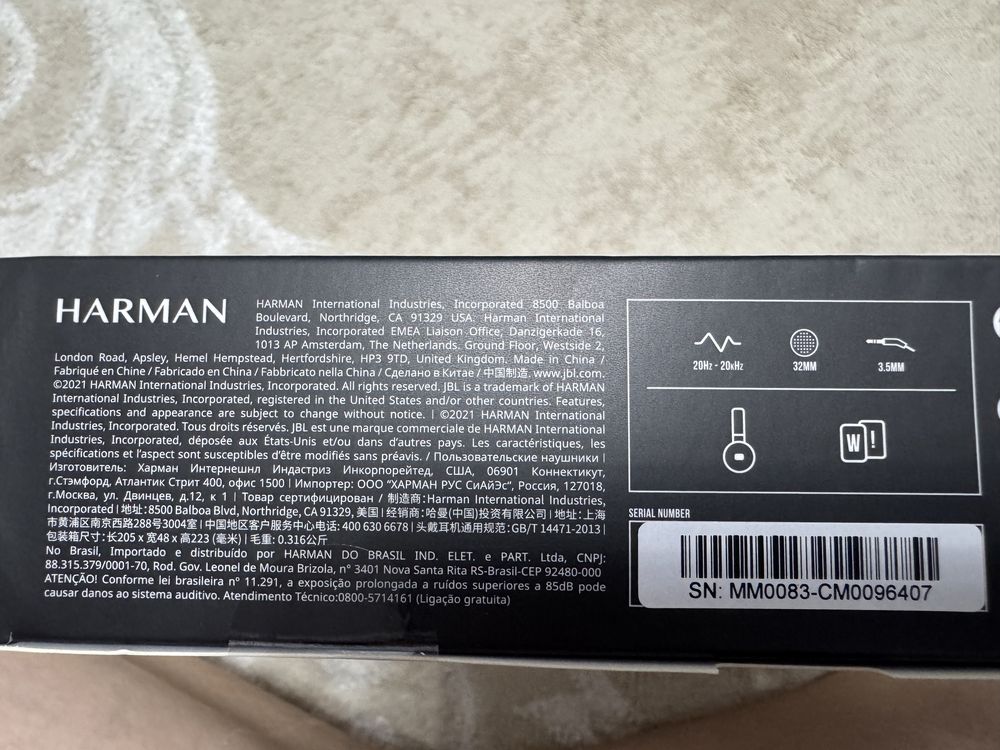 HARMAN
HARMAN International Industries, Incorporated 8500 Balboa
Boulevard, Northridge, CA 91329 USA. Harman International
Industries, Incorporated EMEA Liaison Office, Danzigerkade 16,
1013 AP Amsterdam, The Netherlands. Ground Floor, Westside 2,
London Road, Apsley, Hemel Hempstead, Hertfordshire, HP3 9TD, United Kingdom. Made in China /
Fabriqué en Chine / Fabricado en China / Fabbricato nella China / Сделано в Китае / 中国制造. www.jbl.com.
©2021 HARMAN International Industries, Incorporated. All rights reserved. JBL is a trademark of HARMAN
International Industries, Incorporated, registered in the United States and/or other countries. Features,
specifications and appearance are subject to change without notice. | ©2021 HARMAN International
Industries, Incorporated. Tous droits réservés. JBL est une marque commerciale de HARMAN International
Industries, Incorporated, déposée aux États-Unis et/ou dans d'autres pays. Les caractéristiques, les
spécifications et l'aspect sont susceptibles d'être modifiés sans préavis. / Пользовательские наушники |
Изготовитель: Харман Интернешнл Индастриз Инкорпорейтед, США, 06901 Коннектикут,
г.Стэмфорд, Атлантик Стрит 400, офис 1500 | Импортер: ООО "ХАРМАН РУС СиАйЭс", Россия, 127018,
г.Москва, ул. Двинцев, д.12, к 1 | Товар сертифицирован / 制造商:Harman International Industries,
Incorporated | 地址:8500 Balboa Blvd, Northridge, CA 91329, 美国 | 经销商:哈曼(中国)投资有限公司 | 地址:上海
市黄浦区南京西路288号3004室 | 中国地区客户服务中心电话: 400 630 6678 | 头戴耳机通用规范: GB/T 14471-2013 |
包装箱尺寸: 长205 x 宽48 x 高223 (毫米) | 毛重: 0.316公斤
No Brasil, Importado e distribuído por HARMAN DO BRASIL IND. ELET. e PART. Ltda, CNPJ:
88.315.379/0001-70, Rod. Gov. Leonel de Moura Brizola, n° 3401 Nova Santa Rita RS-Brasil-CEP 92480-000
ATENÇÃO! Conforme lei brasileira n° 11.291, a exposição prolongada a ruídos superiores a 85dB pode
causar danos ao sistema auditivo. Atendimento Técnico:0800-5714161 (Ligação gratuita)
20Hz - 20kHz
32MM
3.5MM
W !
SERIAL NUMBER
SN: MM0083-CM0096407